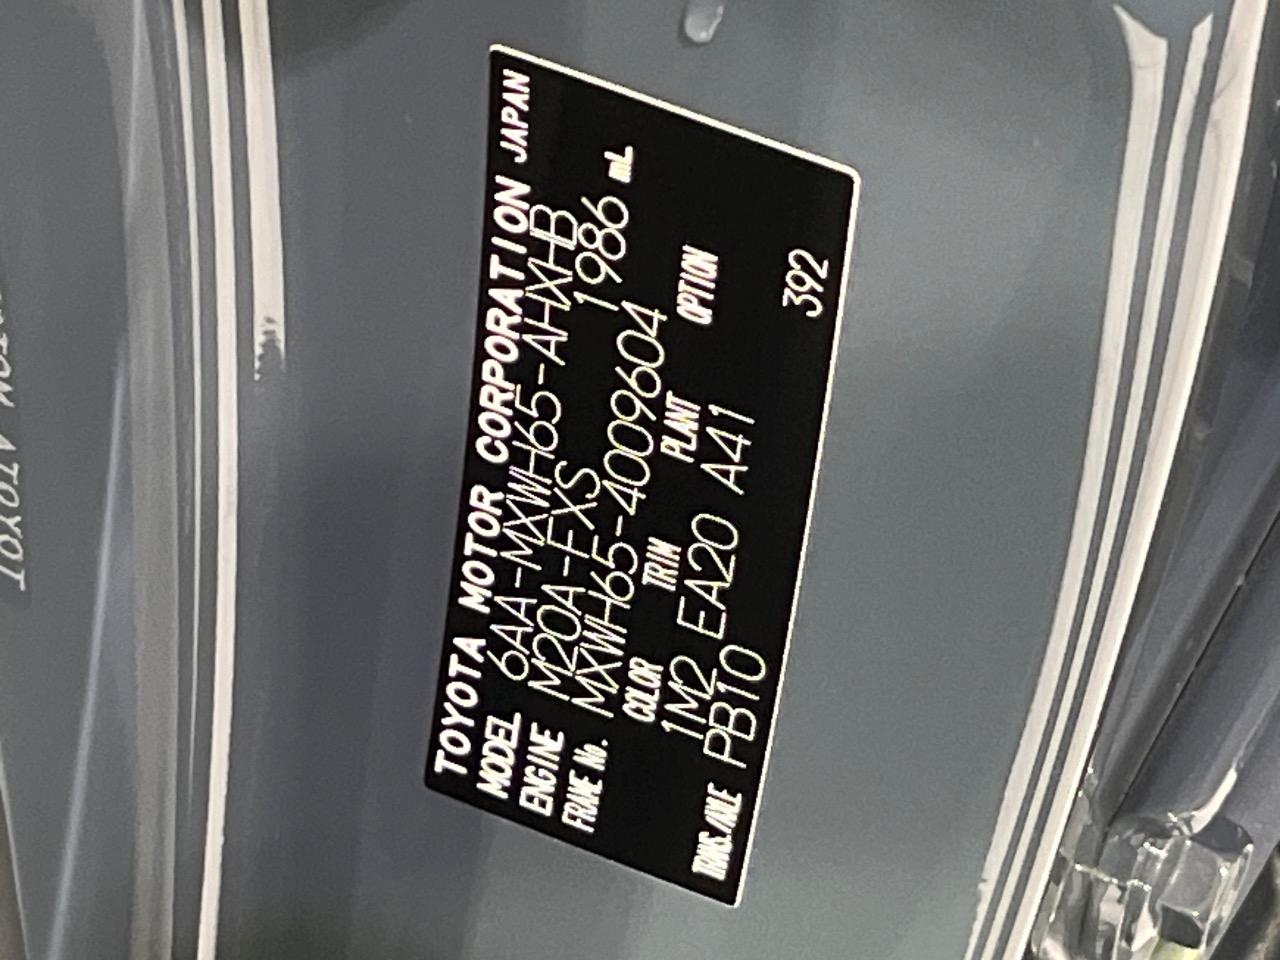 TOYOTA MOTOR CORPORATION JAPAN
MODEL 6AA-MXWH65-AHXHB
ENGINE M20A-FXS 1986 mL
FRAME No. MXWH65-4009604
COLOR TRIM PLANT OPTION
1M2 EA20 A41
TRANS./AXLE PB10 392
TOYOTA